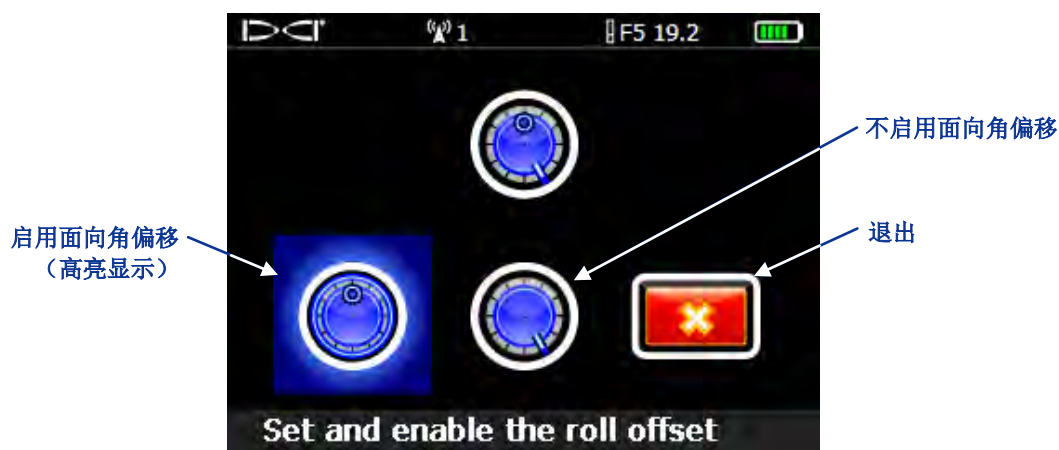 DCI
1
F5 19.2
不启用面向角偏移
启用面向角偏移
（高亮显示）
退出
Set and enable the roll offset